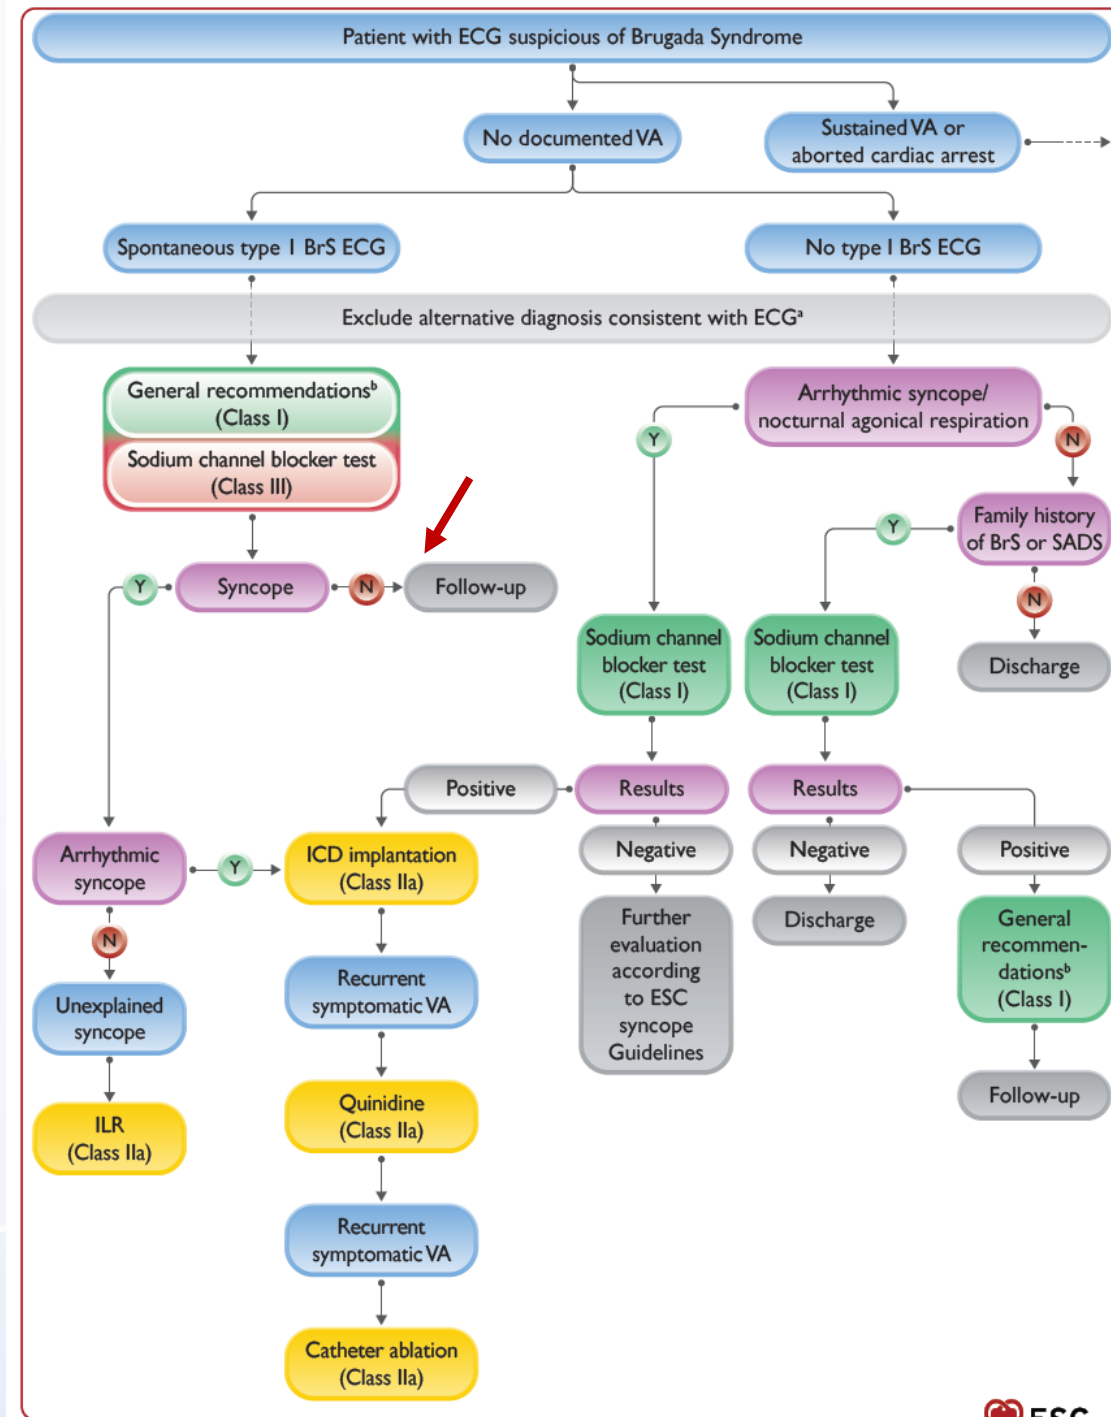 Patient with ECG suspicious of Brugada Syndrome
No documented VA
Sustained VA or
aborted cardiac arrest
Spontaneous type 1 BrS ECG
No type I BrS ECG
Exclude alternative diagnosis consistent with ECGᵃ
General recommendationsᵇ
(Class I)
Sodium channel blocker test
(Class III)
Arrhythmic syncope/
nocturnal agonical respiration
Y
N
Family history
of BrS or SADS
Y
N
Discharge
Y
Syncope
N
Follow-up
Sodium channel
blocker test
(Class I)
Sodium channel
blocker test
(Class I)
Positive
Results
Results
Negative
Negative
Positive
Arrhythmic
syncope
Y
ICD implantation
(Class IIa)
N
Further
evaluation
according
to ESC
syncope
Guidelines
Discharge
General
recommen-
dationsᵇ
(Class I)
Follow-up
Unexplained
syncope
ILR
(Class IIa)
Recurrent
symptomatic VA
Quinidine
(Class IIa)
Recurrent
symptomatic VA
Catheter ablation
(Class IIa)
ESC